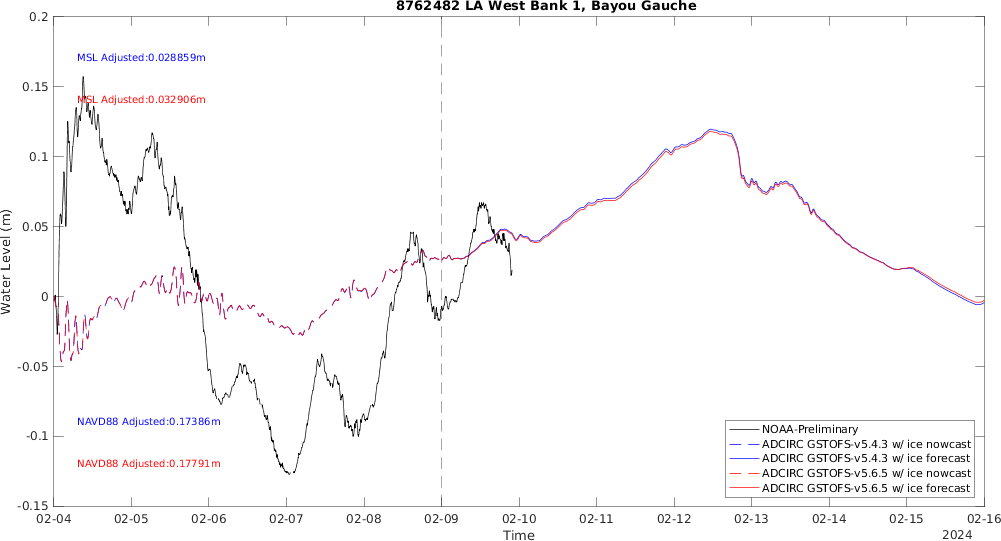 8762482 LA West Bank 1, Bayou Gauche
Water Level (m)
0.2
0.15
0.1
0.05
0
-0.05
-0.1
-0.15
MSL Adjusted:0.028859m
MSL Adjusted:0.032906m
NAVD88 Adjusted:0.17386m
NAVD88 Adjusted:0.17791m
NOAA-Preliminary
ADCIRC GSTOFS-v5.4.3 w/ ice nowcast
ADCIRC GSTOFS-v5.4.3 w/ ice forecast
ADCIRC GSTOFS-v5.6.5 w/ ice nowcast
ADCIRC GSTOFS-v5.6.5 w/ ice forecast
02-04 02-05 02-06 02-07 02-08 02-09 02-10 02-11 02-12 02-13 02-14 02-15 02-16
Time
2024